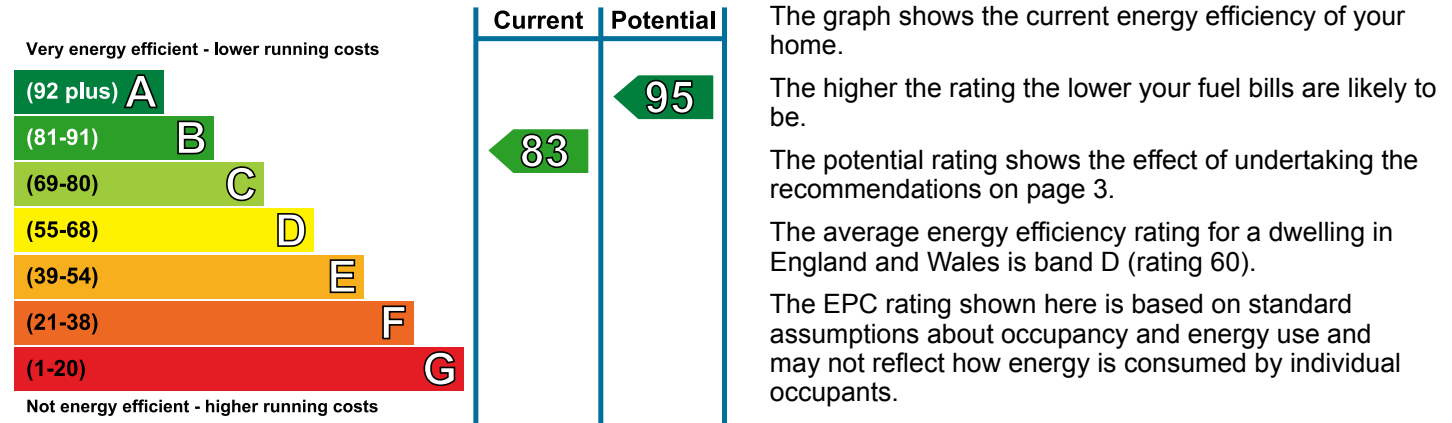 Current Potential
Very energy efficient - lower running costs
(92 plus) A
(81-91) B
(69-80) C
(55-68) D
(39-54) E
(21-38) F
(1-20) G
Not energy efficient - higher running costs
83
95
The graph shows the current energy efficiency of your
home.
The higher the rating the lower your fuel bills are likely to
be.
The potential rating shows the effect of undertaking the
recommendations on page 3.
The average energy efficiency rating for a dwelling in
England and Wales is band D (rating 60).
The EPC rating shown here is based on standard
assumptions about occupancy and energy use and
may not reflect how energy is consumed by individual
occupants.